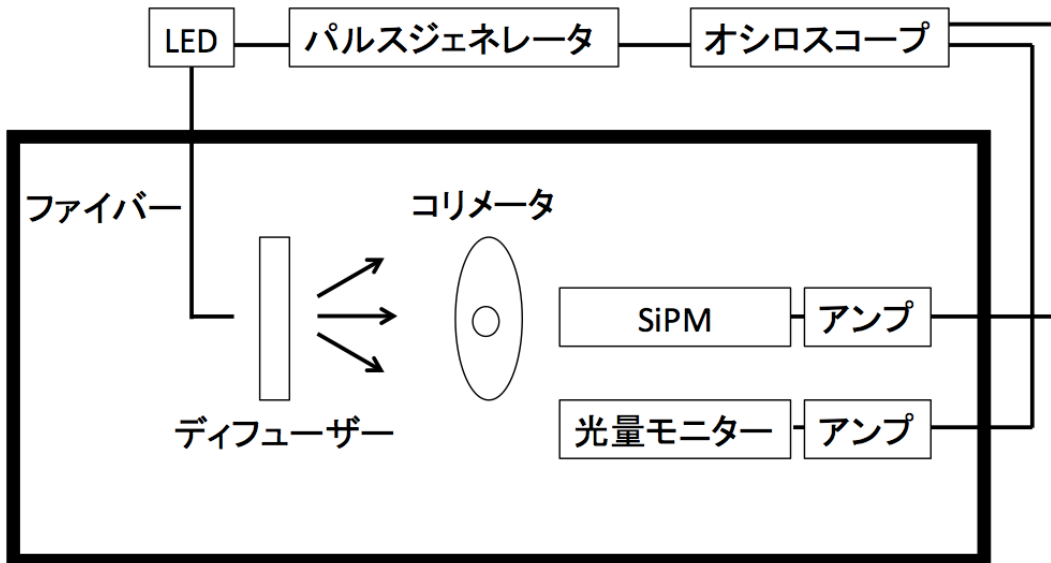 LED
パルスジェネレータ
オシロスコープ
ファイバー
コリメータ
SiPM
アンプ
ディフューザー
光量モニター
アンプ